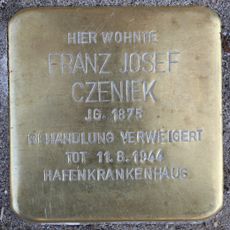 HIER WOHNTE
FRANZ JOSEF
CZENIEK
JG. 1875
BEHANDLUNG VERWEIGERT
TOT 11.8.1944
HAFENKRANKENHAUS